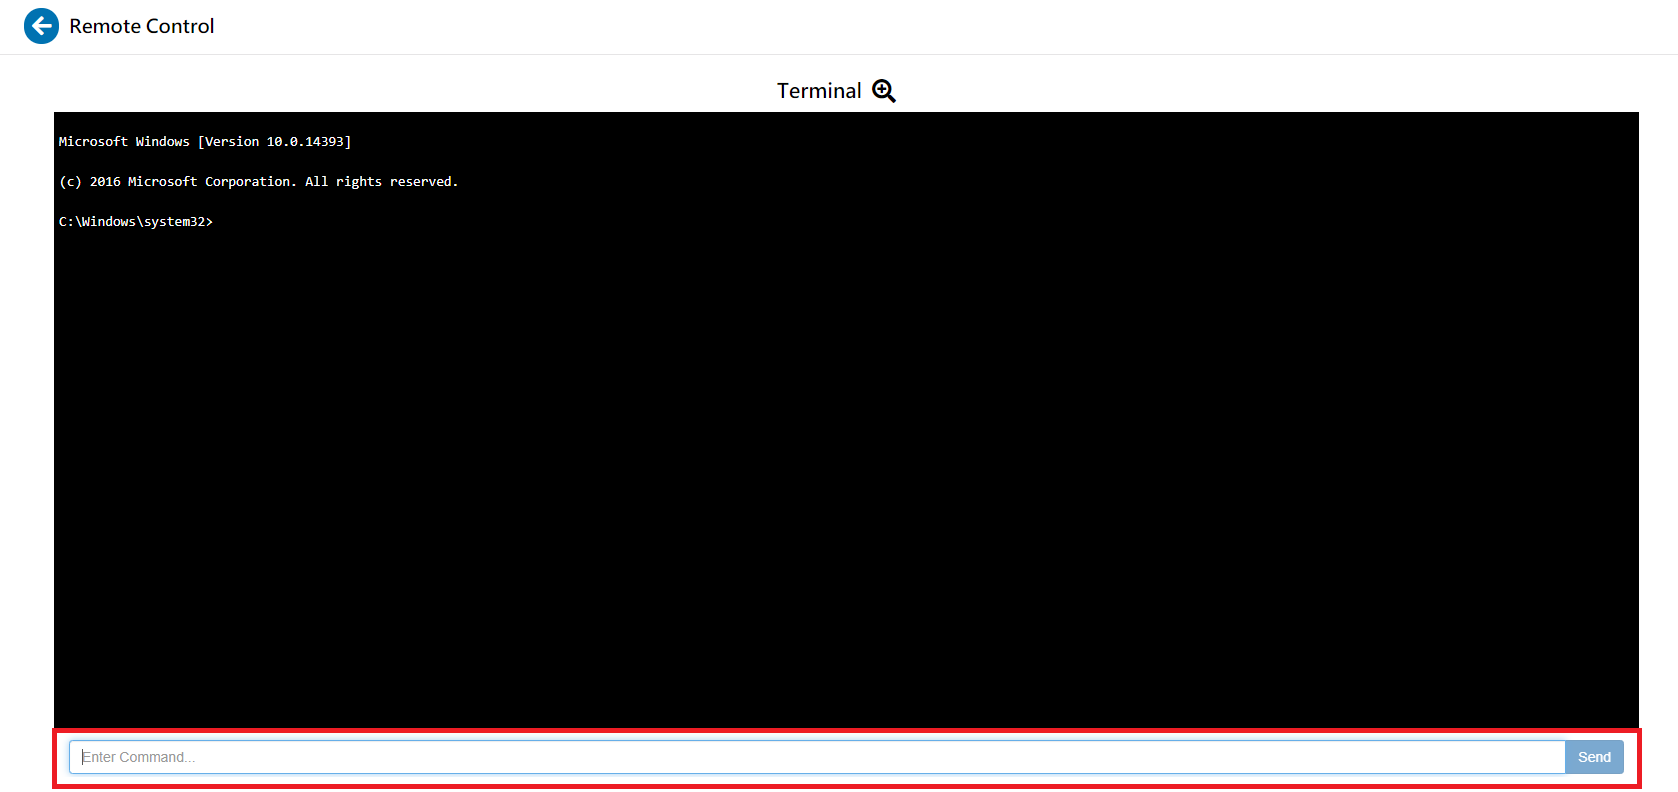 Remote Control
Terminal
Microsoft Windows [Version 10.0.14393]
(c) 2016 Microsoft Corporation. All rights reserved.
C:\Windows\system32>
Enter Command...
Send